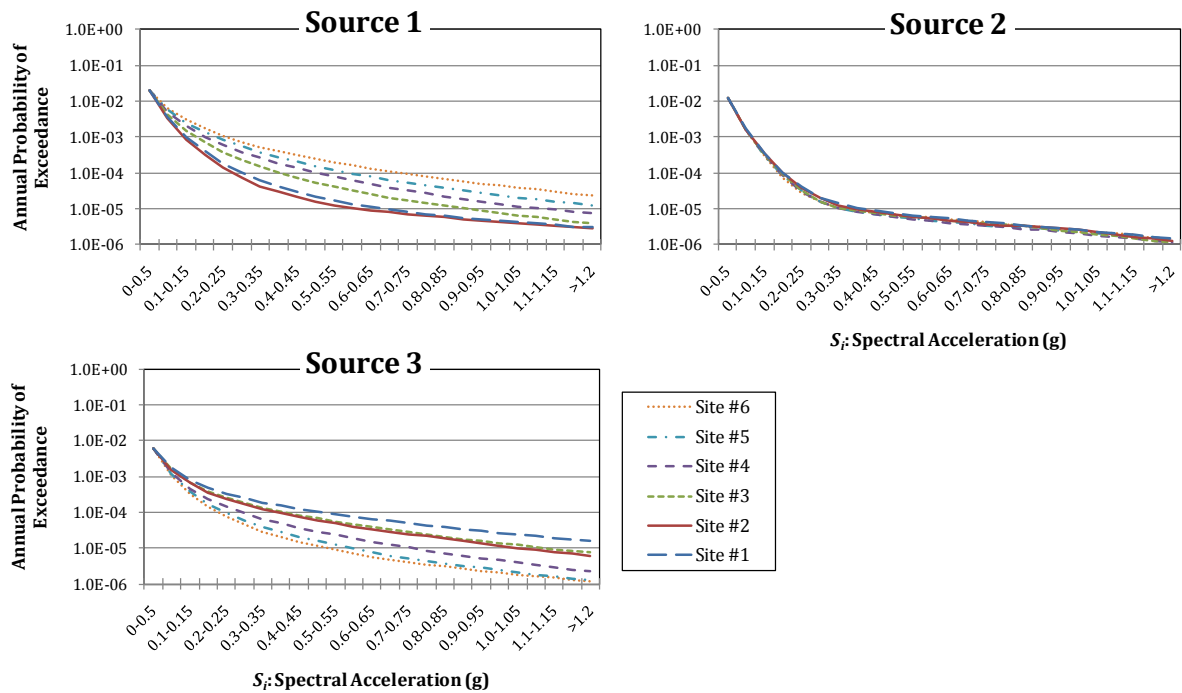 Source 1
Annual Probability of
Exceedance
1.0E+00
1.0E-01
1.0E-02
1.0E-03
1.0E-04
1.0E-05
1.0E-06
0-0.5
0.1-0.15
0.2-0.25
0.3-0.35
0.4-0.45
0.5-0.55
0.6-0.65
0.7-0.75
0.8-0.85
0.9-0.95
1.0-1.05
1.1-1.15
>1.2
Source 2
1.0E+00
1.0E-01
1.0E-02
1.0E-03
1.0E-04
1.0E-05
1.0E-06
0-0.5
0.1-0.15
0.2-0.25
0.3-0.35
0.4-0.45
0.5-0.55
0.6-0.65
0.7-0.75
0.8-0.85
0.9-0.95
1.0-1.05
1.1-1.15
>1.2
Si: Spectral Acceleration (g)
Source 3
Annual Probability of
Exceedance
1.0E+00
1.0E-01
1.0E-02
1.0E-03
1.0E-04
1.0E-05
1.0E-06
0-0.5
0.1-0.15
0.2-0.25
0.3-0.35
0.4-0.45
0.5-0.55
0.6-0.65
0.7-0.75
0.8-0.85
0.9-0.95
1.0-1.05
1.1-1.15
>1.2
Si: Spectral Acceleration (g)
Site #6
Site #5
Site #4
Site #3
Site #2
Site #1